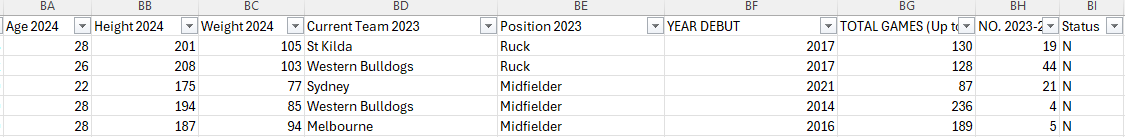 BA BB BC BD BE BF BG BH BI
Age 2024 Height 2024 Weight 2024 Current Team 2023 Position 2023 YEAR DEBUT TOTAL GAMES (Up to NO. 2023-2 Status
28 201 105 St Kilda Ruck 2017 130 19 N
26 208 103 Western Bulldogs Ruck 2017 128 44 N
22 175 77 Sydney Midfielder 2021 87 21 N
28 194 85 Western Bulldogs Midfielder 2014 236 4 N
28 187 94 Melbourne Midfielder 2016 189 5 N